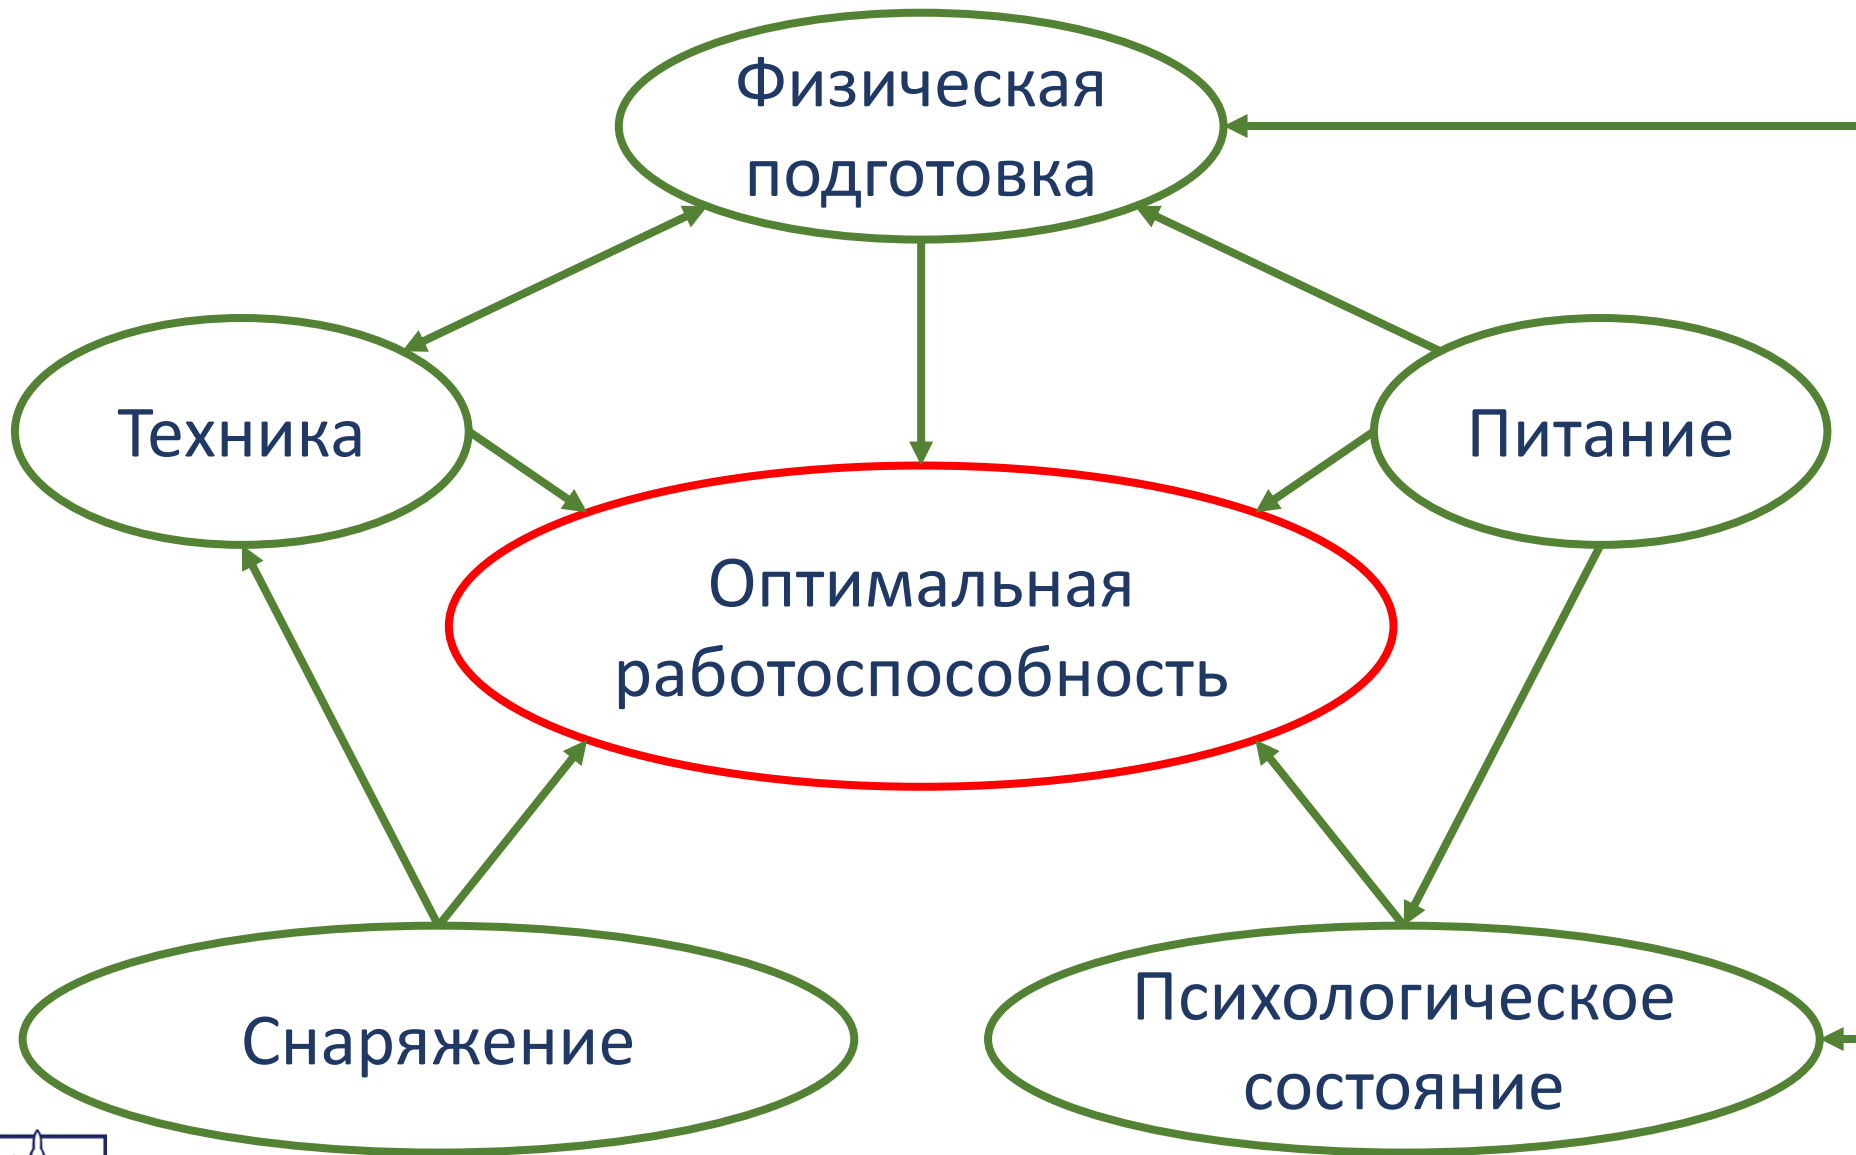 Физическая
подготовка
Техника
Питание
Оптимальная
работоспособность
Снаряжение
Психологическое
состояние